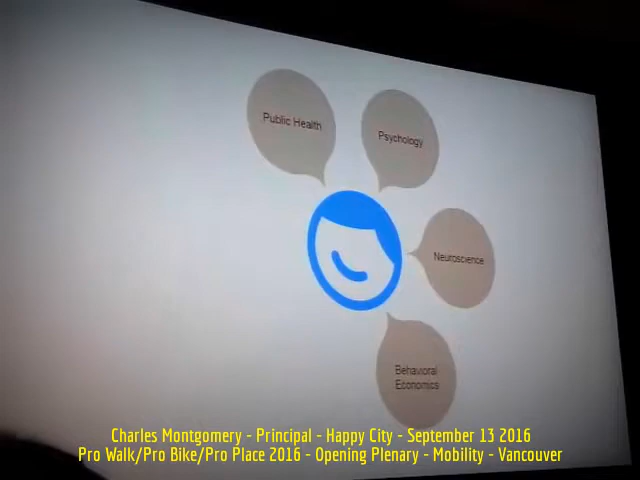 Public Health
Psychology
Neuroscience
Behavioral
Economics
Charles Montgomery - Principal - Happy City - September 13 2016
Pro Walk/Pro Bike/Pro Place 2016 - Opening Plenary - Mobility - Vancouver